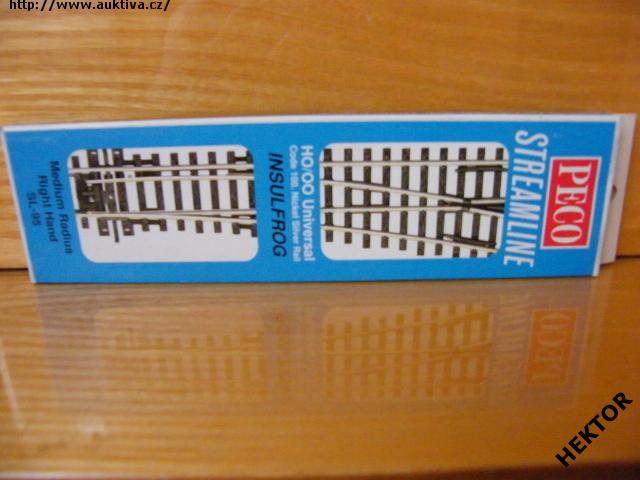 http://www.auktiva.cz/
PECO
STREAMLINE
HO/OO Universal
Code 100. Nickel Silver Rail
INSULFROG
Medium Radius
Right Hand
SL-95
HEKTOR